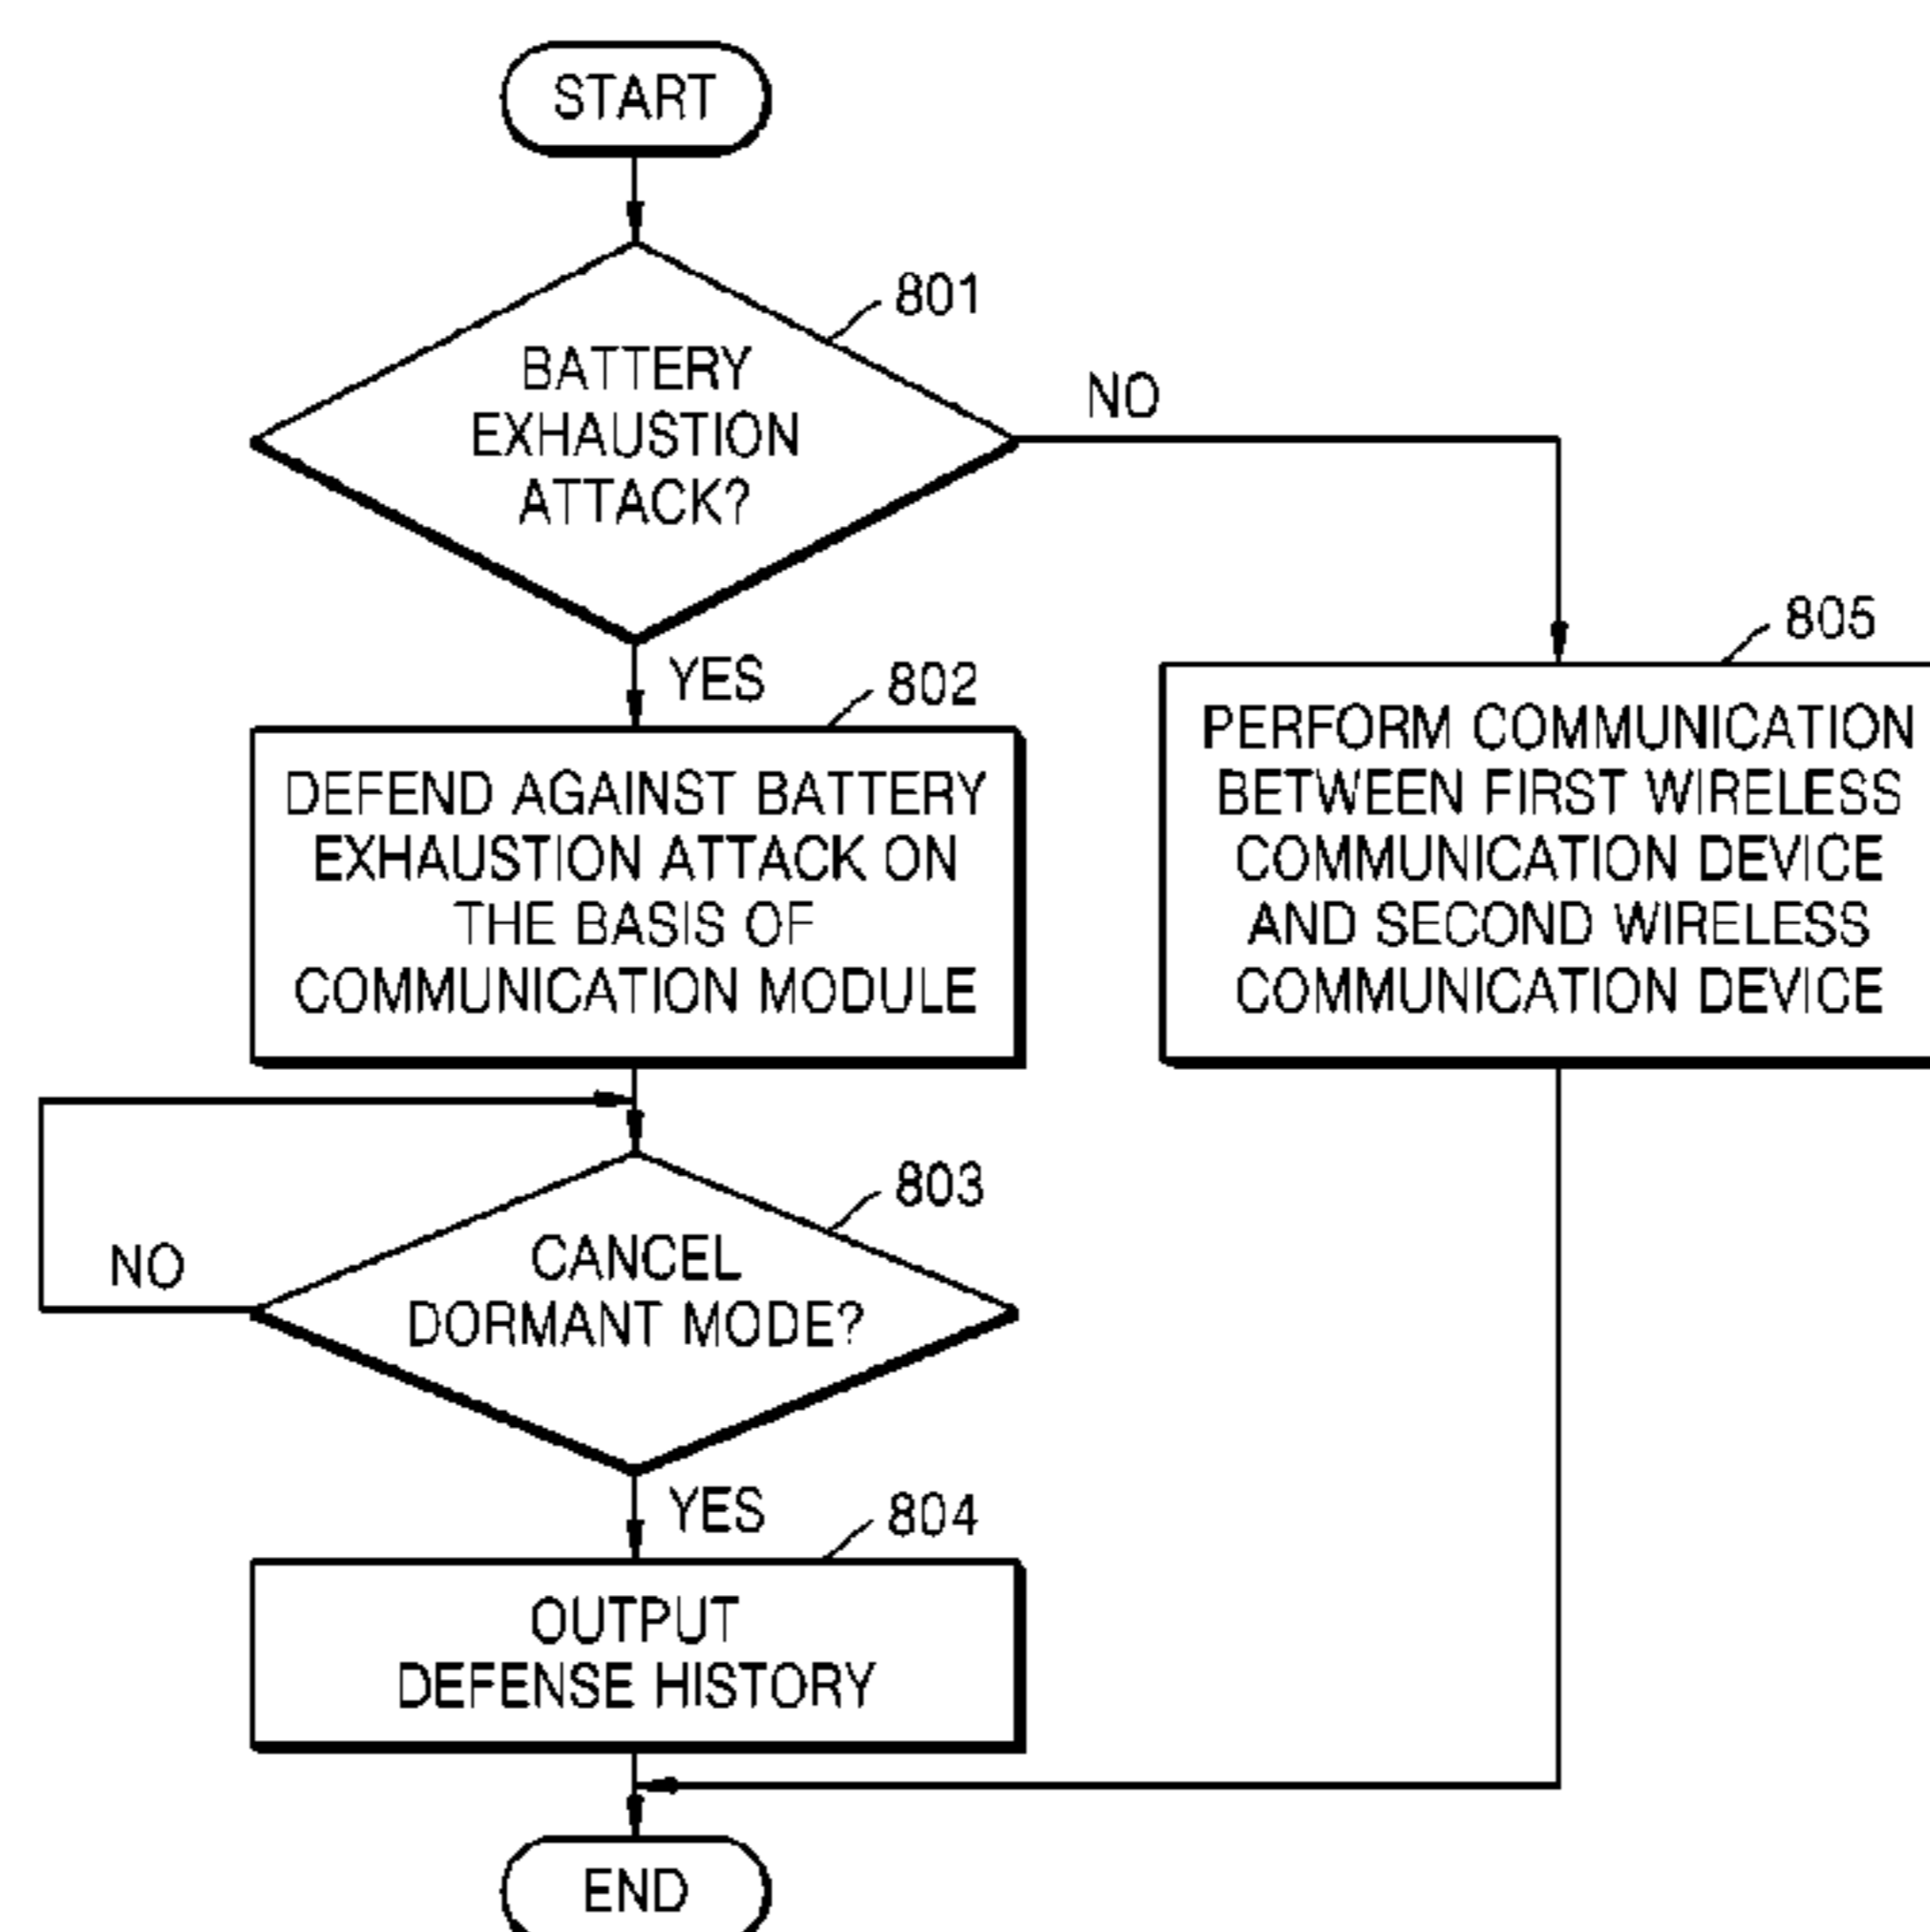 START
801
BATTERY
EXHAUSTION
ATTACK?
NO
YES
802
DEFEND AGAINST BATTERY
EXHAUSTION ATTACK ON
THE BASIS OF
COMMUNICATION MODULE
805
PERFORM COMMUNICATION
BETWEEN FIRST WIRELESS
COMMUNICATION DEVICE
AND SECOND WIRELESS
COMMUNICATION DEVICE
803
CANCEL
DORMANT MODE?
NO
YES
804
OUTPUT
DEFENSE HISTORY
END